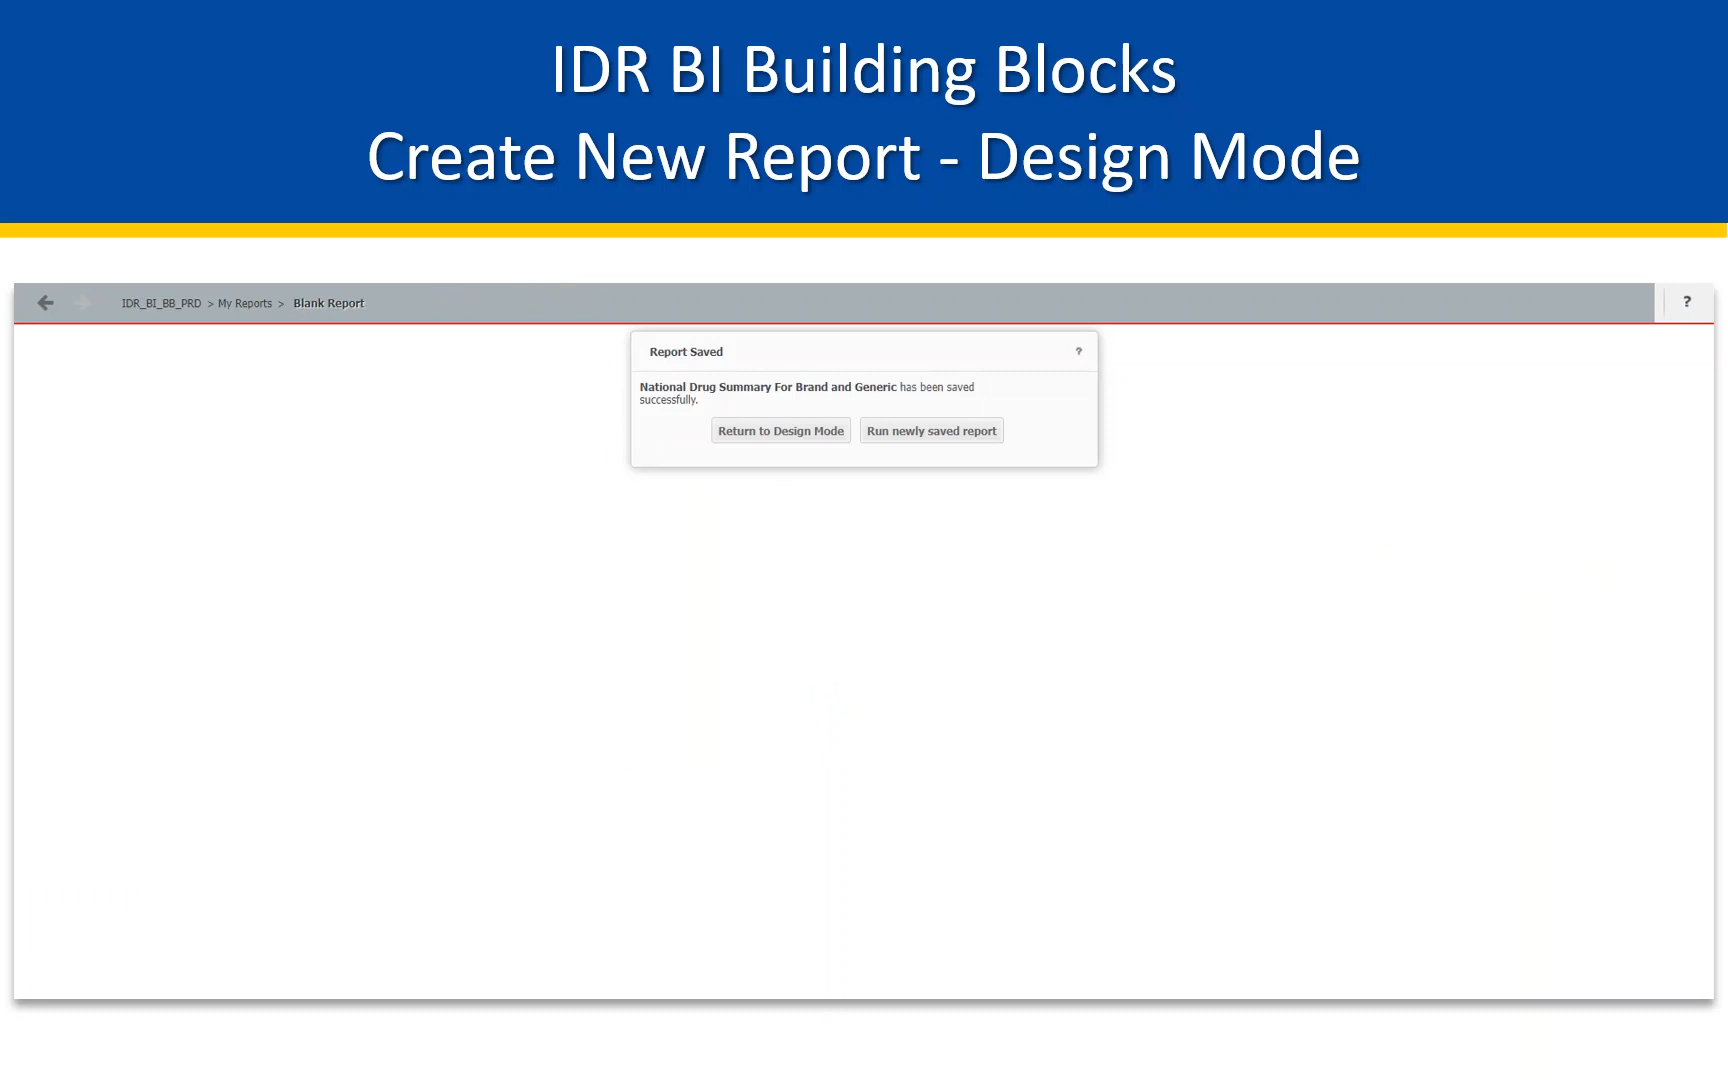 IDR BI Building Blocks
Create New Report - Design Mode
IDR_BI_BB_PRD > My Reports > Blank Report
?
Report Saved
?
National Drug Summary For Brand and Generic has been saved
successfully.
Return to Design Mode
Run newly saved report